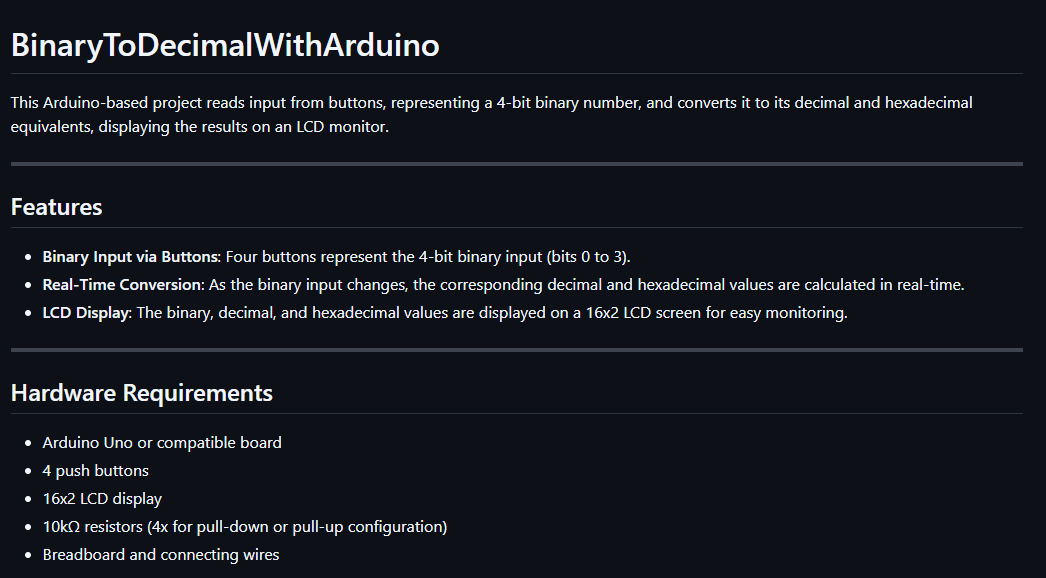 BinaryToDecimalWithArduino
This Arduino-based project reads input from buttons, representing a 4-bit binary number, and converts it to its decimal and hexadecimal
equivalents, displaying the results on an LCD monitor.
Features
• Binary Input via Buttons: Four buttons represent the 4-bit binary input (bits 0 to 3).
• Real-Time Conversion: As the binary input changes, the corresponding decimal and hexadecimal values are calculated in real-time.
• LCD Display: The binary, decimal, and hexadecimal values are displayed on a 16x2 LCD screen for easy monitoring.
Hardware Requirements
• Arduino Uno or compatible board
• 4 push buttons
• 16x2 LCD display
• 10kΩ resistors (4x for pull-down or pull-up configuration)
• Breadboard and connecting wires